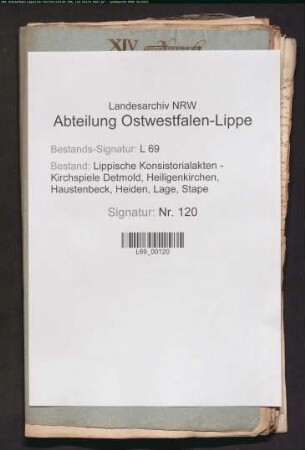 XIV
Landesarchiv NRW
Abteilung Ostwestfalen-Lippe
Bestands-Signatur: L 69
Bestand: Lippische Konsistorialakten -
Kirchspiele Detmold, Heiligenkirchen,
Haustenbeck, Heiden, Lage, Stape
Signatur: Nr. 120
L69_00120